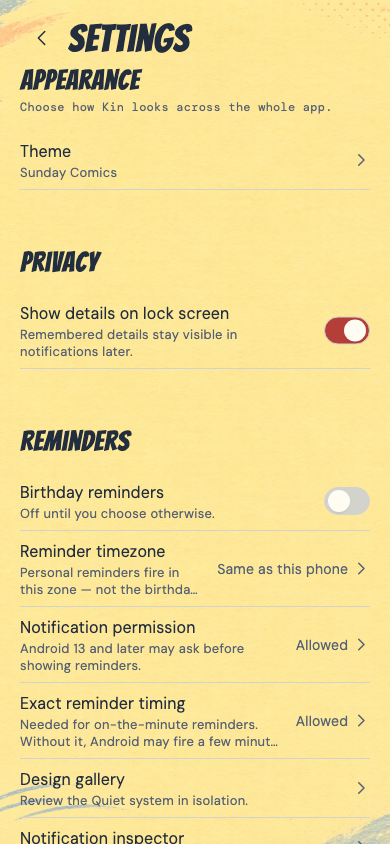 SETTINGS
APPEARANCE
Choose how Kin looks across the whole app.
Theme
Sunday Comics
PRIVACY
Show details on lock screen
Remembered details stay visible in
notifications later.
REMINDERS
Birthday reminders
Off until you choose otherwise.
Reminder timezone
Personal reminders fire in
this zone — not the birthda…
Same as this phone
Notification permission
Android 13 and later may ask before
showing reminders.
Allowed
Exact reminder timing
Needed for on-the-minute reminders.
Without it, Android may fire a few minut…
Allowed
Design gallery
Review the Quiet system in isolation.
Notification inspector